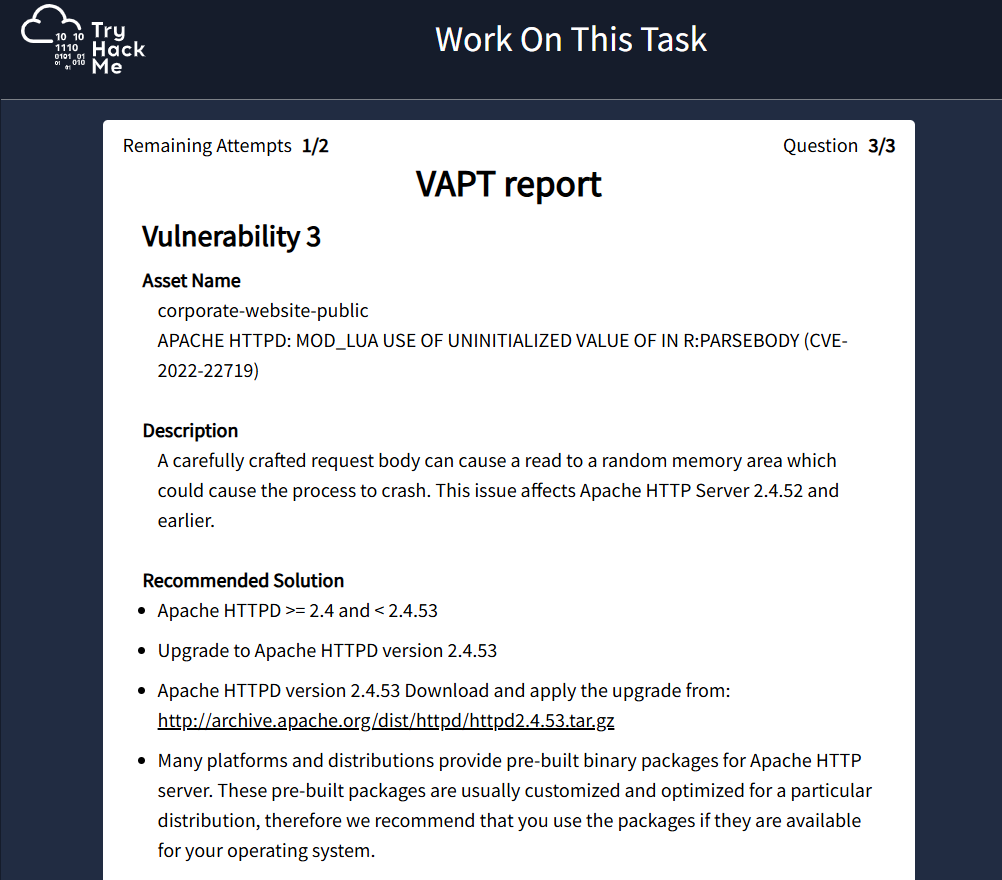 Try
Hack
Me
10 10
1110
0101 01
01 010
01
Work On This Task
Remaining Attempts 1/2
Question 3/3
VAPT report
Vulnerability 3
Asset Name
corporate-website-public
APACHE HTTPD: MOD_LUA USE OF UNINITIALIZED VALUE OF IN R:PARSEBODY (CVE-
2022-22719)
Description
A carefully crafted request body can cause a read to a random memory area which
could cause the process to crash. This issue affects Apache HTTP Server 2.4.52 and
earlier.
Recommended Solution
• Apache HTTPD >= 2.4 and < 2.4.53
• Upgrade to Apache HTTPD version 2.4.53
• Apache HTTPD version 2.4.53 Download and apply the upgrade from:
http://archive.apache.org/dist/httpd/httpd2.4.53.tar.gz
• Many platforms and distributions provide pre-built binary packages for Apache HTTP
server. These pre-built packages are usually customized and optimized for a particular
distribution, therefore we recommend that you use the packages if they are available
for your operating system.